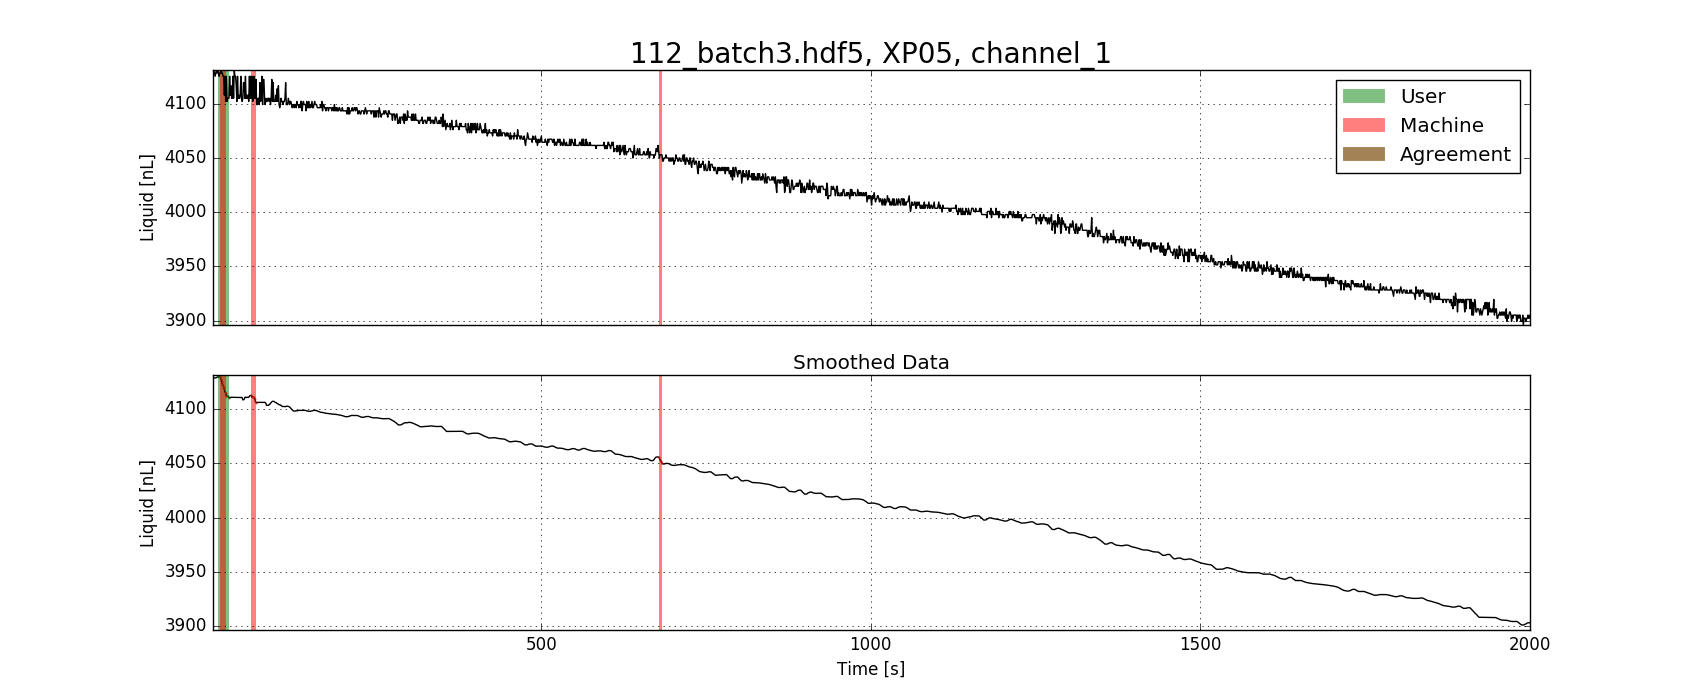 112_batch3.hdf5, XP05, channel_1
4100
4050
4000
3950
3900
Liquid [nL]
User
Machine
Agreement
Smoothed Data
4100
4050
4000
3950
3900
Liquid [nL]
500
1000
1500
2000
Time [s]